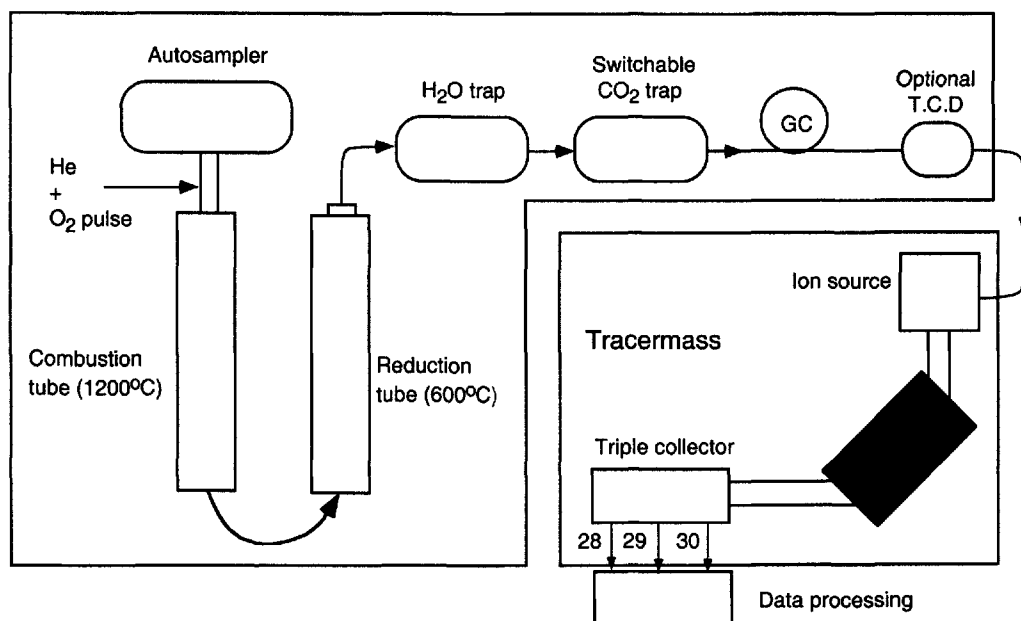 Autosampler
He
+
O₂ pulse
Combustion
tube (1200ºC)
Reduction
tube (600ºC)
H₂O trap
Switchable
CO₂ trap
GC
Optional
T.C.D
Ion source
Tracermass
Triple collector
28 29 30
Data processing